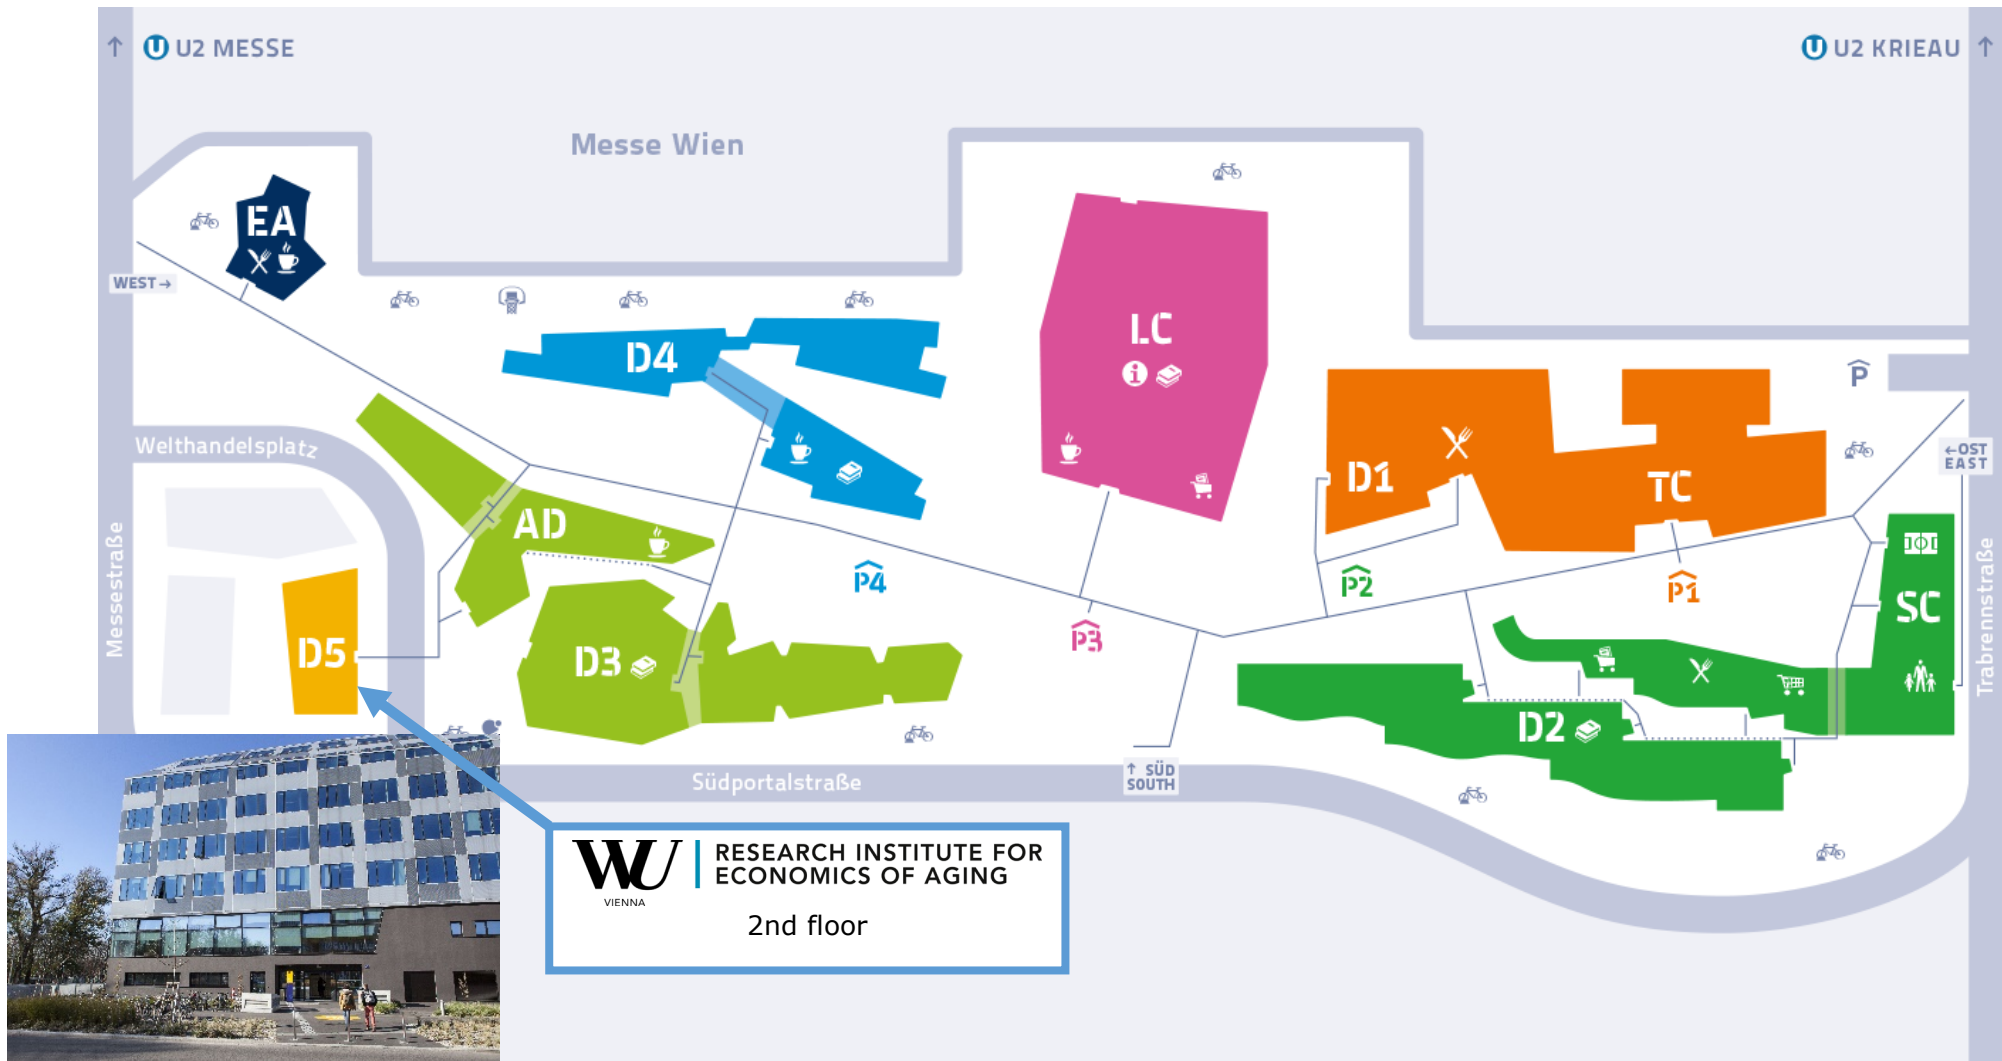 U U2 MESSE
U U2 KRIEAU
Messe Wien
EA
WEST→
LC
i
D4
P
Welthandelsplatz
←OST
EAST
D1
TC
AD
P4
P2
P1
Messestraße
Trabrennstraße
SC
P3
D5
D3
D2
Südportalstraße
↑ SÜD
SOUTH
WU
VIENNA
RESEARCH INSTITUTE FOR
ECONOMICS OF AGING
2nd floor